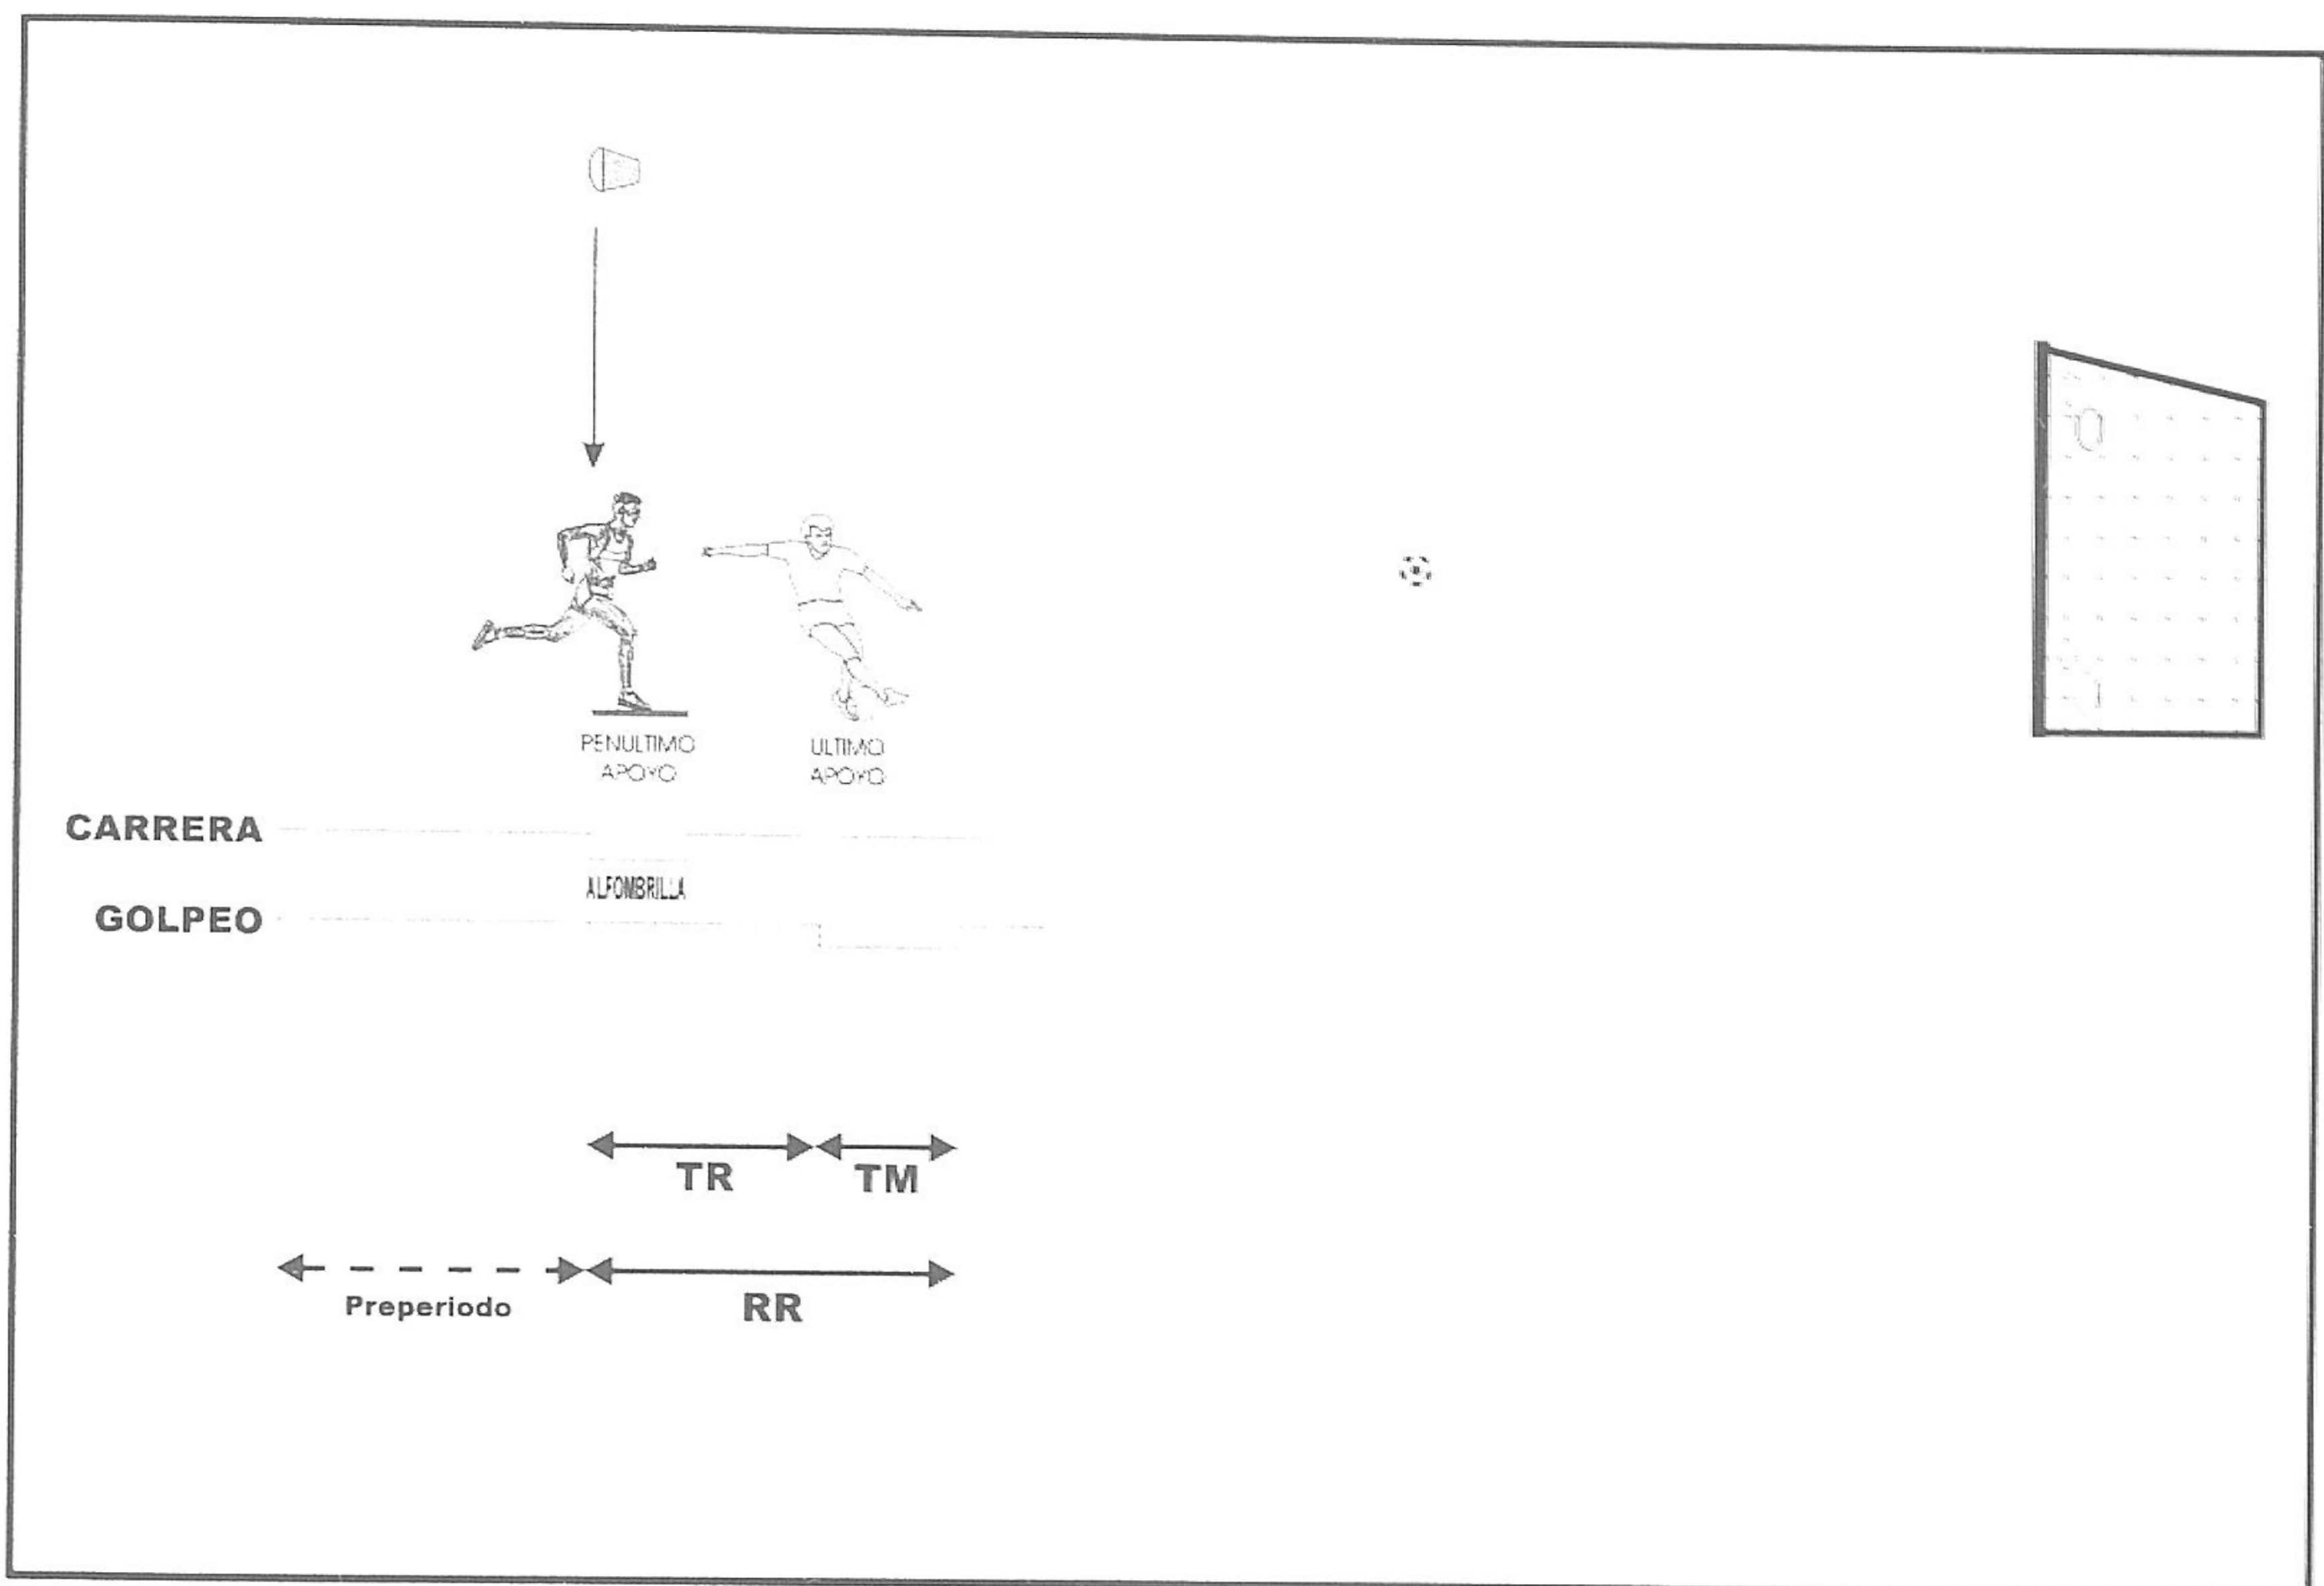 PENULTIMO
APOYO
ULTIMO
APOYO
CARRERA
ALFOMBRILLA
GOLPEO
TR
TM
Preperiodo
RR